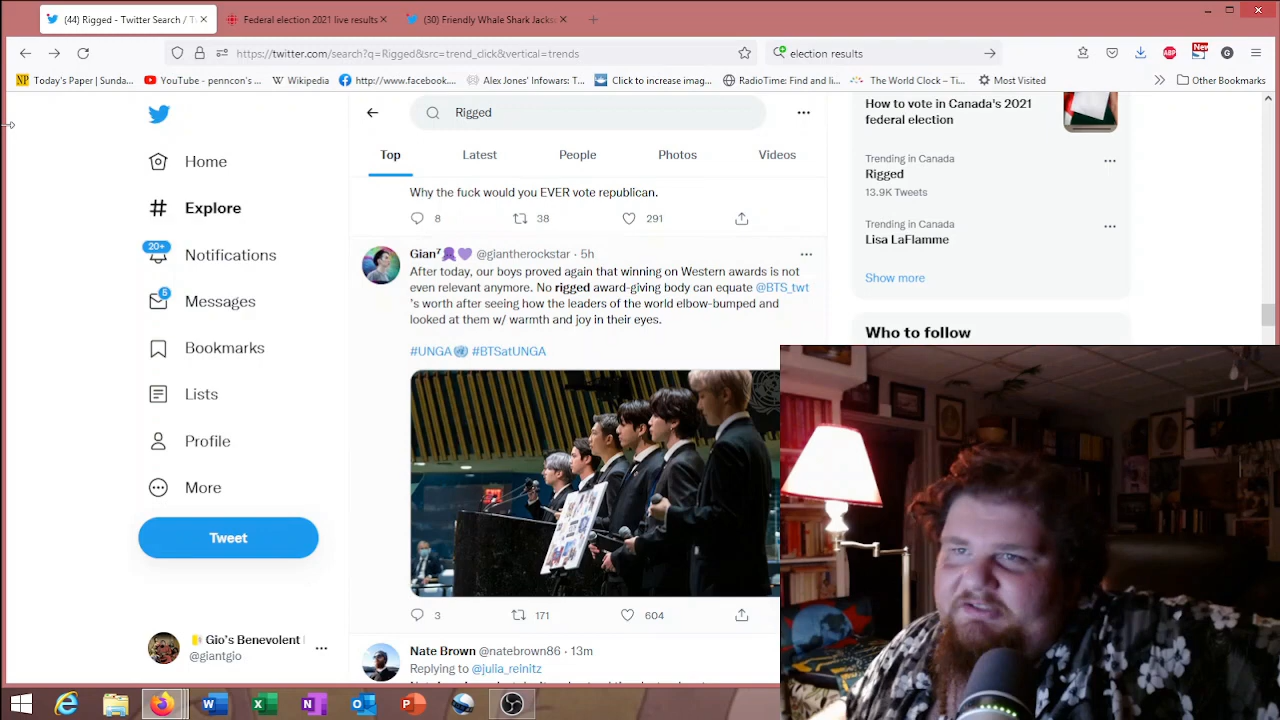 (44) Rigged - Twitter Search / T
Federal election 2021 live results
(30) Friendly Whale Shark Jacks
https://twitter.com/search?q=Rigged&src=trend_click&vertical=trends
election results
New
Today's Paper | Sunda...
YouTube - penncon's...
Wikipedia
http://www.facebook....
Alex Jones' Infowars: T...
Click to increase imag...
RadioTime: Find and li...
The World Clock – Ti...
Most Visited
Other Bookmarks
Rigged
Top
Latest
People
Photos
Videos
Home
Explore
20+
Notifications
6
Messages
Bookmarks
Lists
Profile
More
Tweet
Gio's Benevolent
@giantgio
Why the fuck would you EVER vote republican.
8
38
291
Gian⁷ @giantherockstar · 5h
After today, our boys proved again that winning on Western awards is not
even relevant anymore. No rigged award-giving body can equate @BTS_twt
's worth after seeing how the leaders of the world elbow-bumped and
looked at them w/ warmth and joy in their eyes.
#UNGA #BTSatUNGA
3
171
604
Nate Brown @natebrown86 · 13m
Replying to @julia_reinitz
How to vote in Canada's 2021
federal election
Trending in Canada
Rigged
13.9K Tweets
Trending in Canada
Lisa LaFlamme
Show more
Who to follow